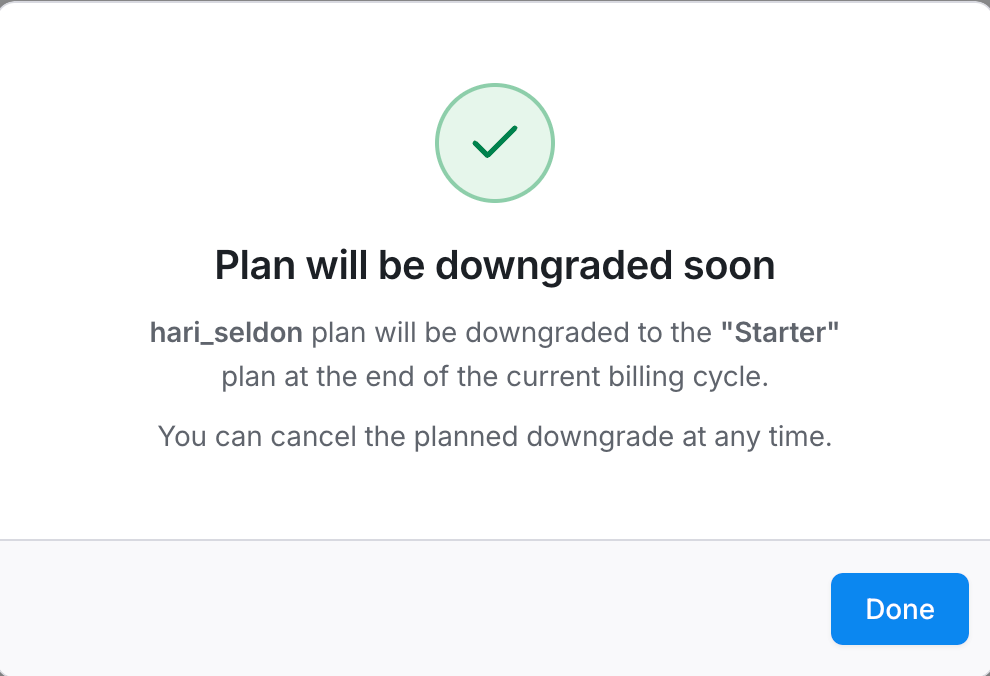 Plan will be downgraded soon
hari_seldon plan will be downgraded to the "Starter"
plan at the end of the current billing cycle.
You can cancel the planned downgrade at any time.
Done